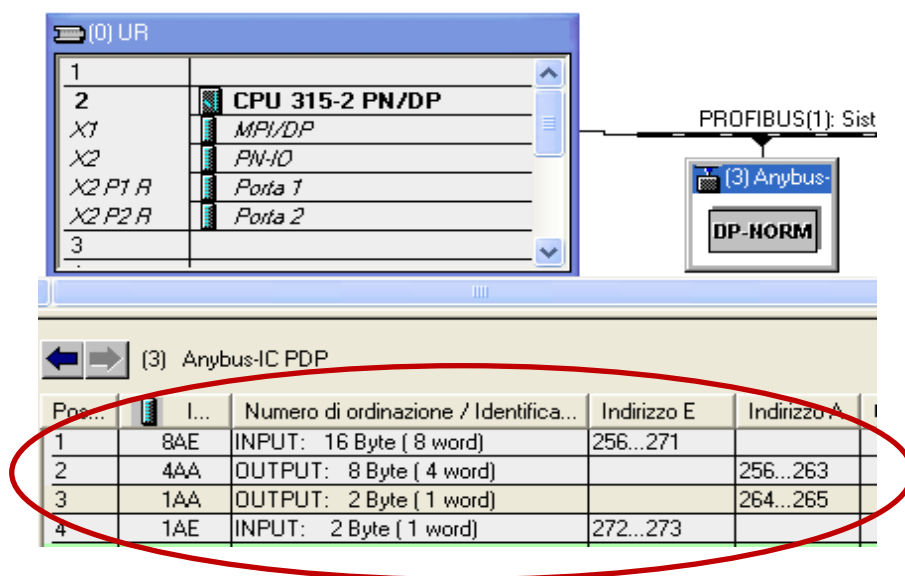 (0) UR
1
2 CPU 315-2 PN/DP
X1 MPI/DP
X2 PN-IO
X2 P1 R Porta 1
X2 P2 R Porta 2
3
PROFIBUS(1): Sist
(3) Anybus-
DP-NORM
(3) Anybus-IC PDP
Pos... I... Numero di ordinazione / Identifica... Indirizzo E Indirizzo A
1 8AE INPUT: 16 Byte ( 8 word) 256...271
2 4AA OUTPUT: 8 Byte ( 4 word) 256...263
3 1AA OUTPUT: 2 Byte ( 1 word) 264...265
4 1AE INPUT: 2 Byte ( 1 word) 272...273